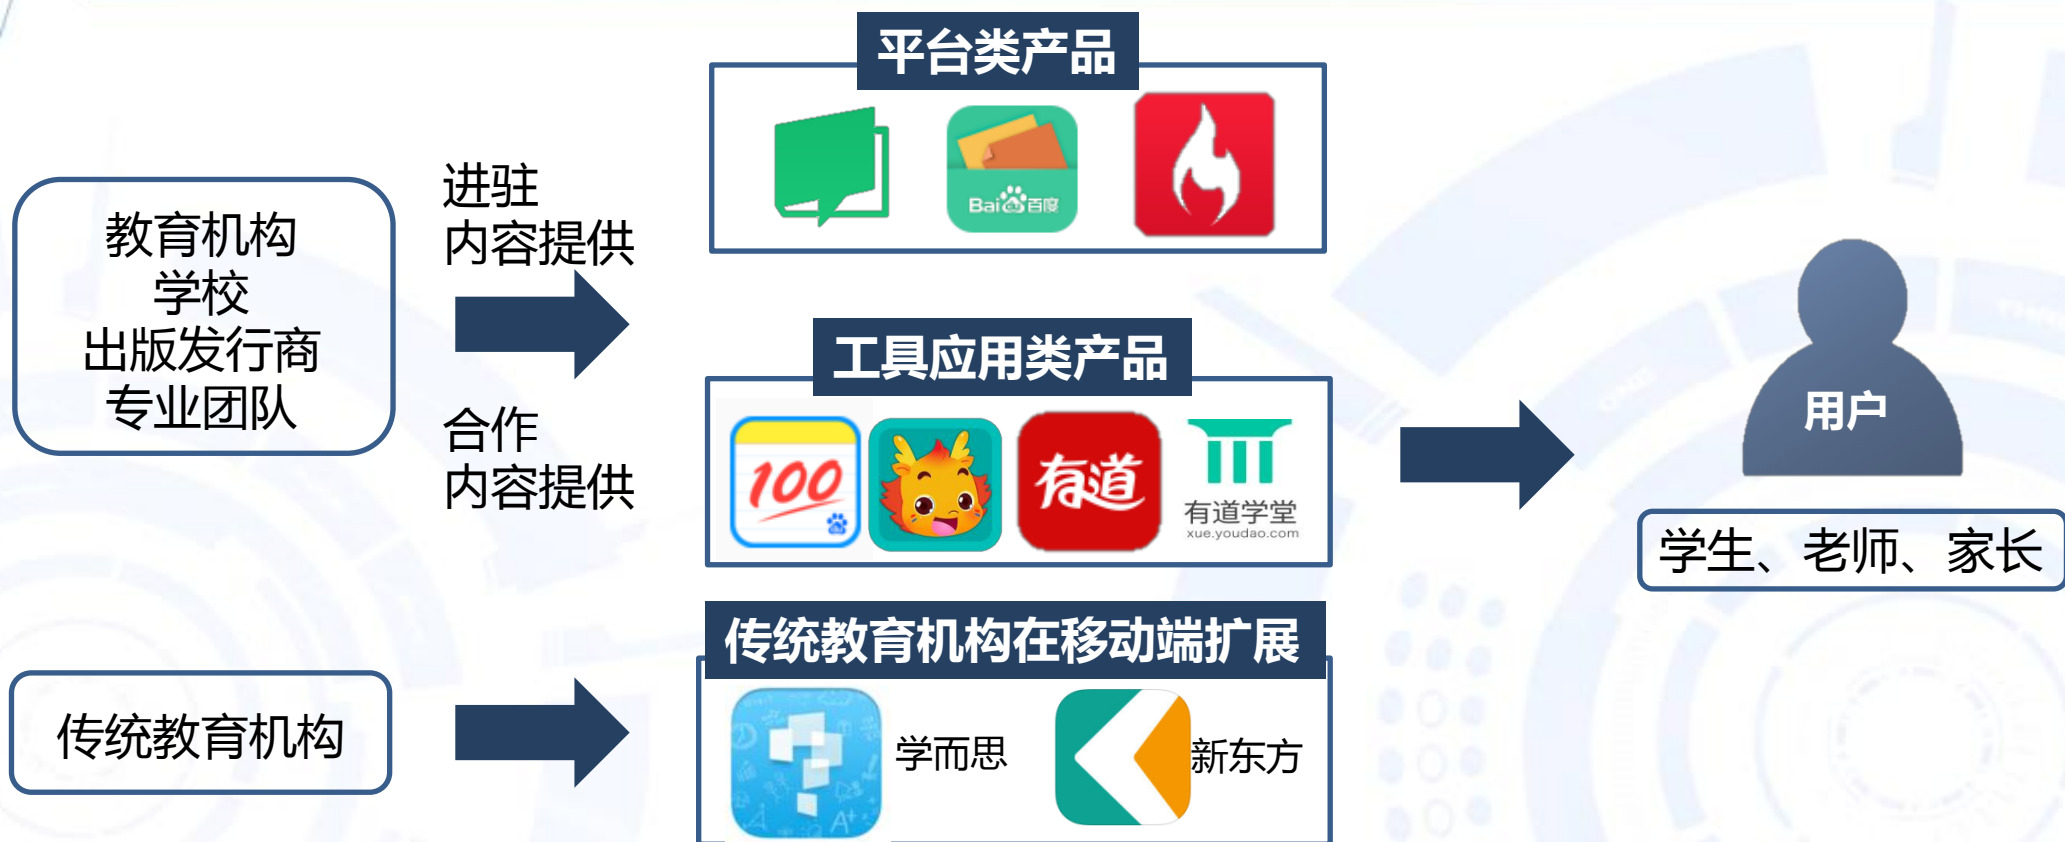 平台类产品
Bai百度
进驻
内容提供
教育机构
学校
出版发行商
专业团队
合作
内容提供
工具应用类产品
100
有道
有道学堂
xue.youdao.com
用户
学生、老师、家长
传统教育机构
传统教育机构在移动端扩展
A+
学而思
新东方